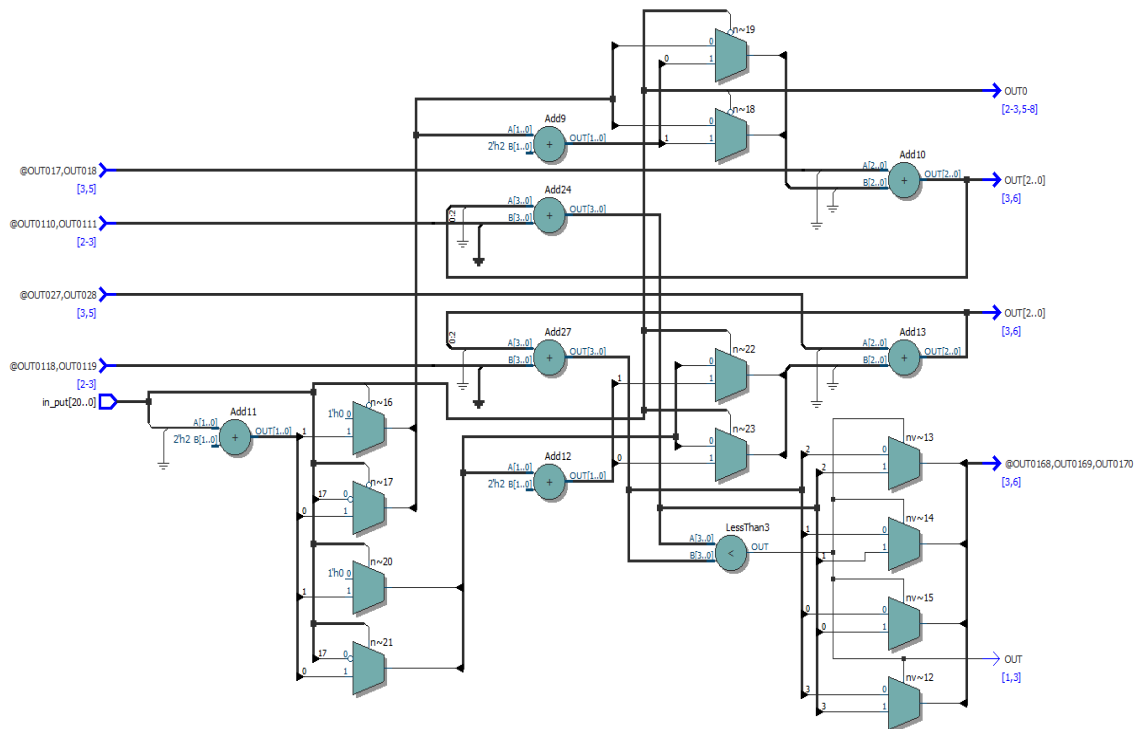 n~19
0
0
1
OUT0
[2-3,5-8]
n~18
Add9
0
A[1..0]
OUT[1..0]
1
1
2'h2 B[1..0]
Add10
@OUT017,OUT018
A[2..0]
[3,5]
OUT[2..0]
OUT[2..0]
B[2..0]
[3,6]
Add24
A[3..0]
OUT[3..0]
0:2
B[3..0]
@OUT0110,OUT0111
[2-3]
@OUT027,OUT028
[3,5]
OUT[2..0]
Add27
0:2
Add13
[3,6]
A[3..0]
OUT[3..0]
n~22
A[2..0]
OUT[2..0]
B[3..0]
0
B[2..0]
@OUT0118,OUT0119
[2-3]
1
1
in_put[20..0]
n~16
Add11
1'h0 0
n~23
A[1..0]
OUT[1..0]
1
1
nv~13
2'h2 B[1..0]
0
Add12
2
0
A[1..0]
OUT[1..0]
0
1
@OUT0168,OUT0169,OUT0170
n~17
2'h2 B[1..0]
2
1
[3,6]
17
0
0
1
nv~14
LessThan3
1
0
n~20
A[3..0]
OUT
1
1
1'h0 0
B[3..0]
1
1
nv~15
0
0
n~21
0
1
17
0
OUT
0
1
nv~12
[1,3]
3
0
3
1